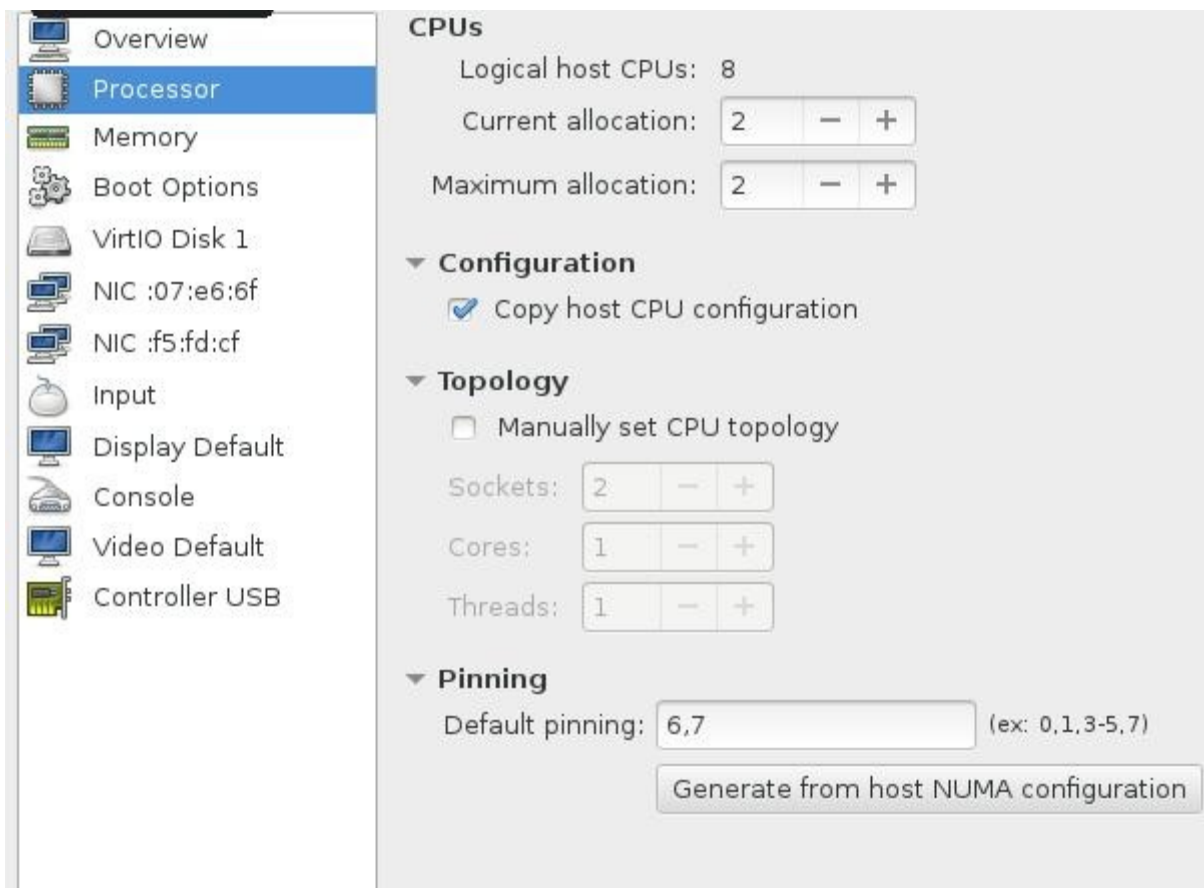 Overview
Processor
Memory
Boot Options
VirtIO Disk 1
NIC :07:e6:6f
NIC :f5:fd:cf
Input
Display Default
Console
Video Default
Controller USB
CPUs
Logical host CPUs: 8
Current allocation: 2 − +
Maximum allocation: 2 − +
Configuration
Copy host CPU configuration
Topology
Manually set CPU topology
Sockets: 2 − +
Cores: 1 − +
Threads: 1 − +
Pinning
Default pinning: 6,7 (ex: 0,1,3-5,7)
Generate from host NUMA configuration